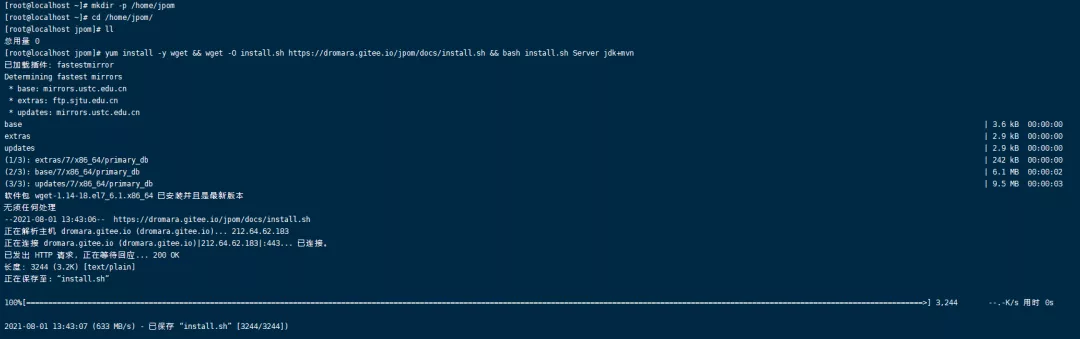 [root@localhost ~]# mkdir -p /home/jpom
[root@localhost ~]# cd /home/jpom/
[root@localhost jpom]# ll
总用量 0
[root@localhost jpom]# yum install -y wget && wget -O install.sh https://dromara.gitee.io/jpom/docs/install.sh && bash install.sh Server jdk+mvn
已加载插件：fastestmirror
Determining fastest mirrors
 * base: mirrors.ustc.edu.cn
 * extras: ftp.sjtu.edu.cn
 * updates: mirrors.ustc.edu.cn
base | 3.6 kB 00:00:00
extras | 2.9 kB 00:00:00
updates | 2.9 kB 00:00:00
(1/3): extras/7/x86_64/primary_db | 242 kB 00:00:00
(2/3): base/7/x86_64/primary_db | 6.1 MB 00:00:02
(3/3): updates/7/x86_64/primary_db | 9.5 MB 00:00:03
软件包 wget-1.14-18.el7_6.1.x86_64 已安装并且是最新版本
无须任何处理
--2021-08-01 13:43:06-- https://dromara.gitee.io/jpom/docs/install.sh
正在解析主机 dromara.gitee.io (dromara.gitee.io)... 212.64.62.183
正在连接 dromara.gitee.io (dromara.gitee.io)|212.64.62.183|:443... 已连接。
已发出 HTTP 请求，正在等待回应... 200 OK
长度：3244 (3.2K) [text/plain]
正在保存至: “install.sh”
100%[======================================>] 3,244 --.-K/s 用时 0s
2021-08-01 13:43:07 (633 MB/s) - 已保存 “install.sh” [3244/3244])